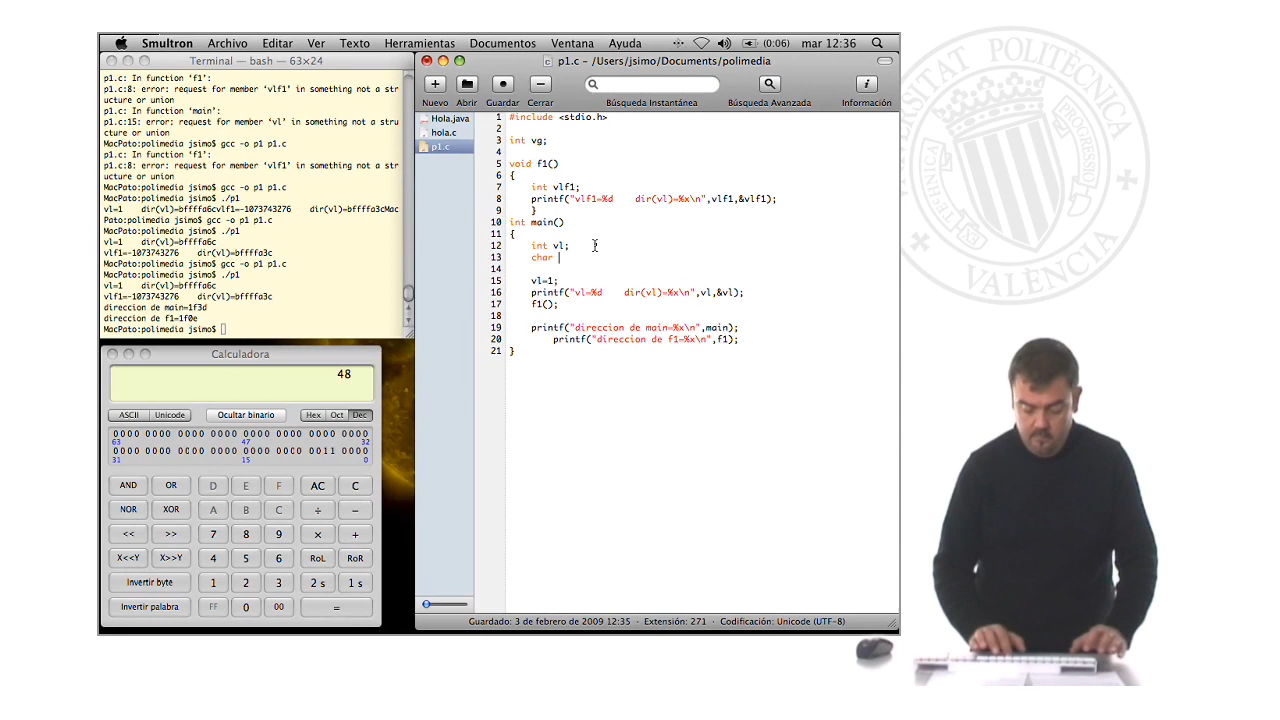 Smultron Archivo Editar Ver Texto Herramientas Documentos Ventana Ayuda (0:06) mar 12:36
Terminal — bash — 63×24
p1.c: In function 'f1':
p1.c:8: error: request for member 'vlf1' in something not a str
ucture or union
p1.c: In function 'main':
p1.c:15: error: request for member 'vl' in something not a stru
cture or union
MacPato:polimedia jsimo$ gcc -o p1 p1.c
p1.c: In function 'f1':
p1.c:8: error: request for member 'vlf1' in something not a str
ucture or union
MacPato:polimedia jsimo$ gcc -o p1 p1.c
MacPato:polimedia jsimo$ ./p1
vl=1 dir(vl)=bffffa6cvlf1=-1073743276 dir(vl)=bffffa3cMac
Pato:polimedia jsimo$ gcc -o p1 p1.c
MacPato:polimedia jsimo$ ./p1
vl=1 dir(vl)=bffffa6c
vlf1=-1073743276 dir(vl)=bffffa3c
MacPato:polimedia jsimo$ gcc -o p1 p1.c
MacPato:polimedia jsimo$ ./p1
vl=1 dir(vl)=bffffa6c
vlf1=-1073743276 dir(vl)=bffffa3c
direccion de main=1f3d
direccion de f1=1f0e
MacPato:polimedia jsimo$
Calculadora
48
ASCII Unicode Ocultar binario Hex Oct Dec
0000 0000 0000 0000 0000 0000 0000 0000
63 47 32
0000 0000 0000 0000 0000 0000 0011 0000
31 15 0
AND OR D E F AC C
NOR XOR A B C ÷ −
<< >> 7 8 9 × +
X<<Y X>>Y 4 5 6 RoL RoR
Invertir byte 1 2 3 2 s 1 s
Invertir palabra FF 0 00 =
p1.c – /Users/jsimo/Documents/polimedia
Nuevo Abrir Guardar Cerrar Búsqueda Instantánea Búsqueda Avanzada Información
Hola.java
hola.c
p1.c
1 #include <stdio.h>
2
3 int vg;
4
5 void f1()
6 {
7 int vlf1;
8 printf("vlf1=%d dir(vl)=%x\n",vlf1,&vlf1);
9 }
10 int main()
11 {
12 int vl;
13 char
14
15 vl=1;
16 printf("vl=%d dir(vl)=%x\n",vl,&vl);
17 f1();
18
19 printf("direccion de main=%x\n",main);
20 printf("direccion de f1=%x\n",f1);
21 }
Guardado: 3 de febrero de 2009 12:35 • Extensión: 271 • Codificación: Unicode (UTF-8)
UNIVERSITAT POLITÈCNICA
DE VALÈNCIA